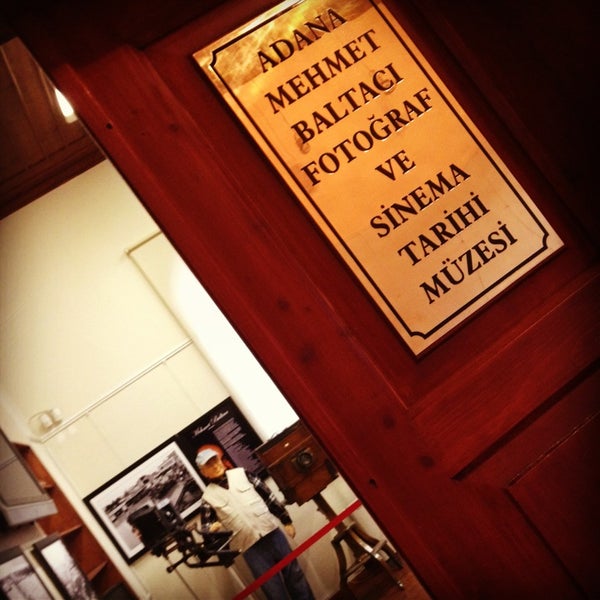 ADANA
MEHMET
BALTACI
FOTOĞRAF
VE
SİNEMA
TARİHİ
MÜZESİ